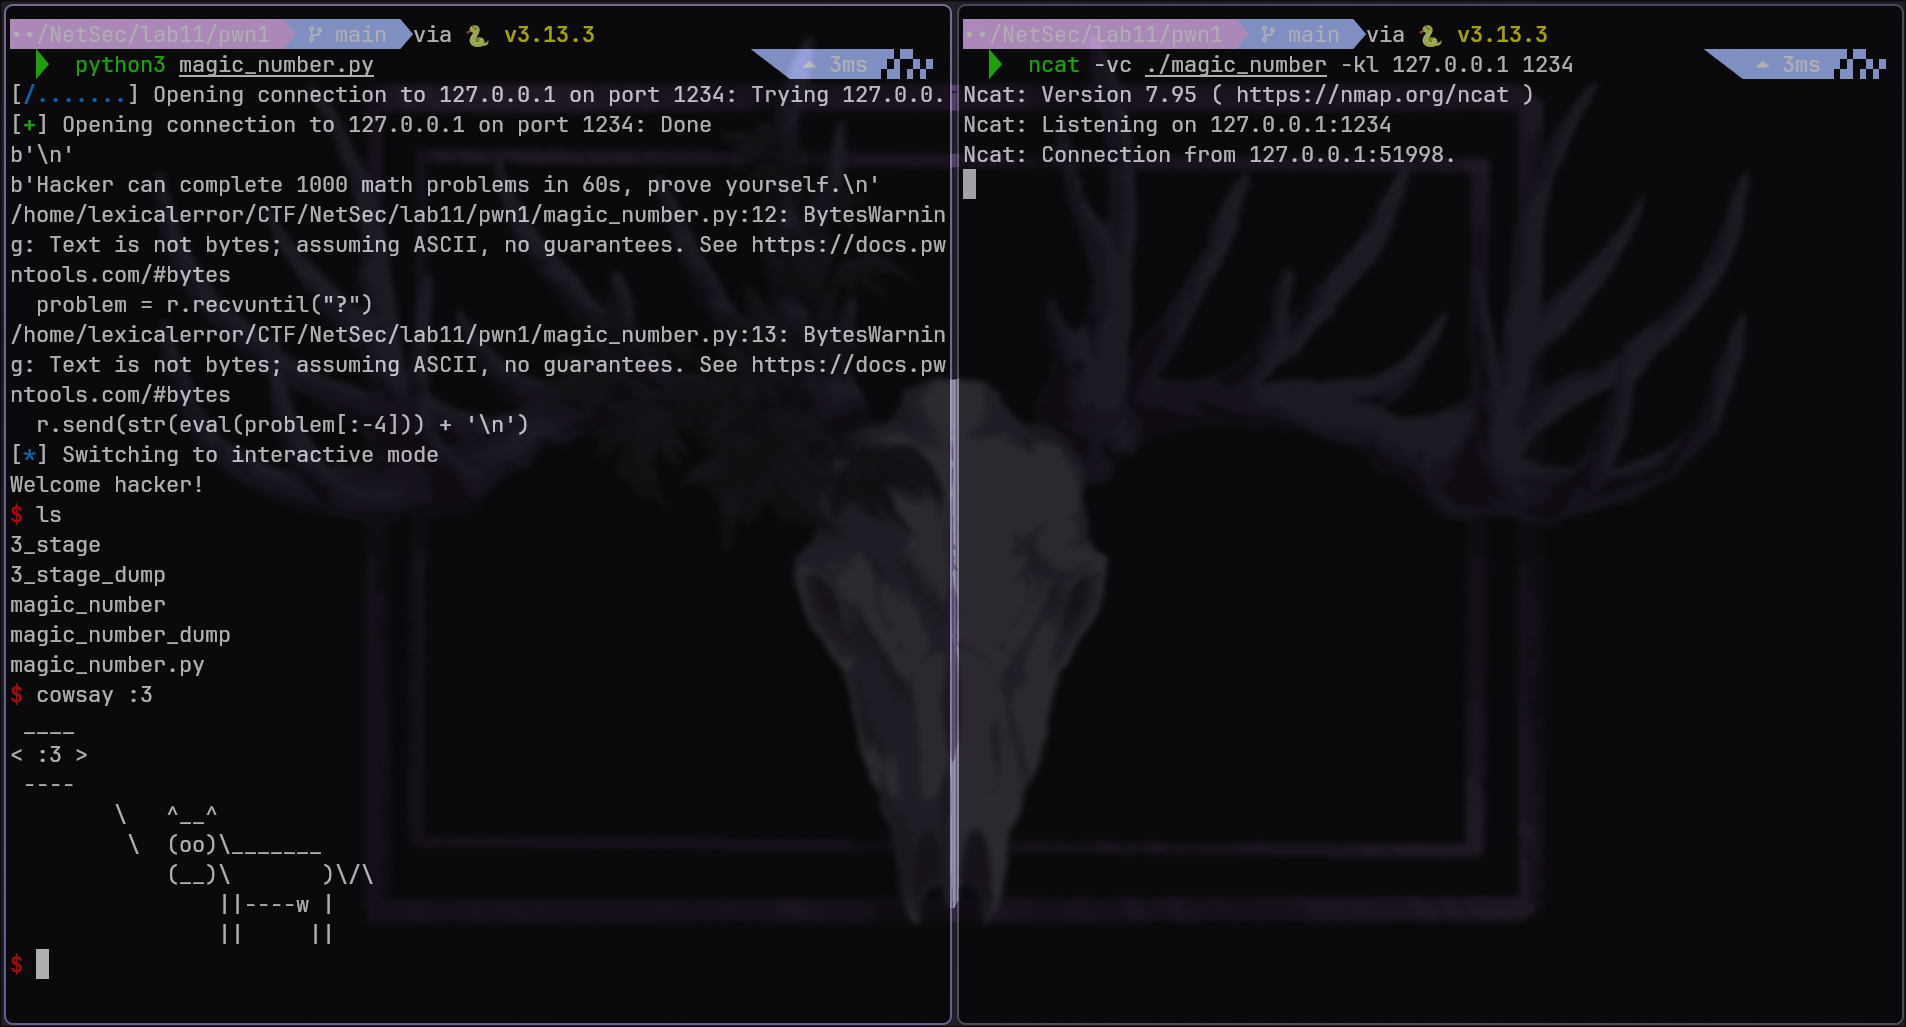 ••/NetSec/lab11/pwn1 main via v3.13.3
python3 magic_number.py 3ms
[/.......] Opening connection to 127.0.0.1 on port 1234: Trying 127.0.0.
[+] Opening connection to 127.0.0.1 on port 1234: Done
b'\n'
b'Hacker can complete 1000 math problems in 60s, prove yourself.\n'
/home/lexicalerror/CTF/NetSec/lab11/pwn1/magic_number.py:12: BytesWarnin
g: Text is not bytes; assuming ASCII, no guarantees. See https://docs.pw
ntools.com/#bytes
  problem = r.recvuntil("?")
/home/lexicalerror/CTF/NetSec/lab11/pwn1/magic_number.py:13: BytesWarnin
g: Text is not bytes; assuming ASCII, no guarantees. See https://docs.pw
ntools.com/#bytes
  r.send(str(eval(problem[:-4])) + '\n')
[*] Switching to interactive mode
Welcome hacker!
$ ls
3_stage
3_stage_dump
magic_number
magic_number_dump
magic_number.py
$ cowsay :3
 ____
< :3 >
 ----
        \   ^__^
         \  (oo)\_______
            (__)\       )\/\
                ||----w |
                ||     ||
$
••/NetSec/lab11/pwn1 main via v3.13.3
ncat -vc ./magic_number -kl 127.0.0.1 1234 3ms
Ncat: Version 7.95 ( https://nmap.org/ncat )
Ncat: Listening on 127.0.0.1:1234
Ncat: Connection from 127.0.0.1:51998.